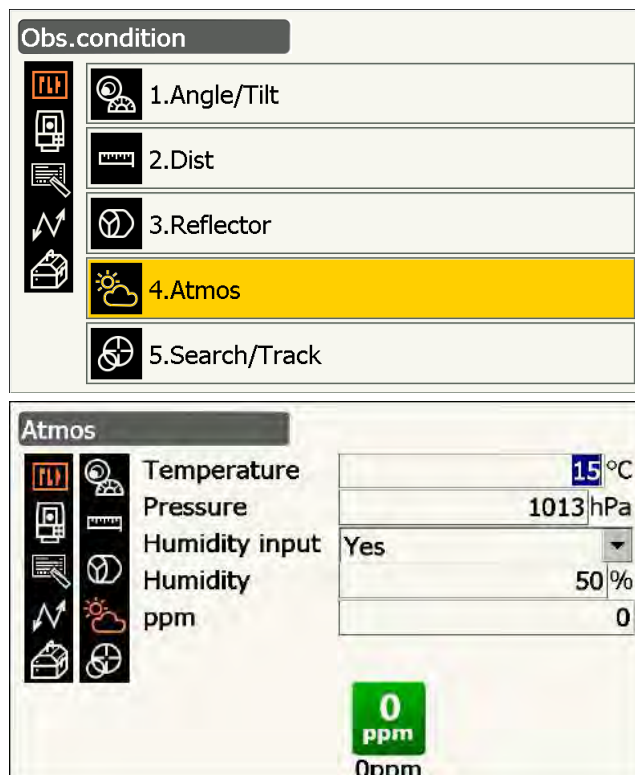 Obs.condition
1.Angle/Tilt
2.Dist
3.Reflector
4.Atmos
5.Search/Track
Atmos
Temperature 15 °C
Pressure 1013 hPa
Humidity input Yes
Humidity 50 %
ppm 0
0
ppm
0ppm